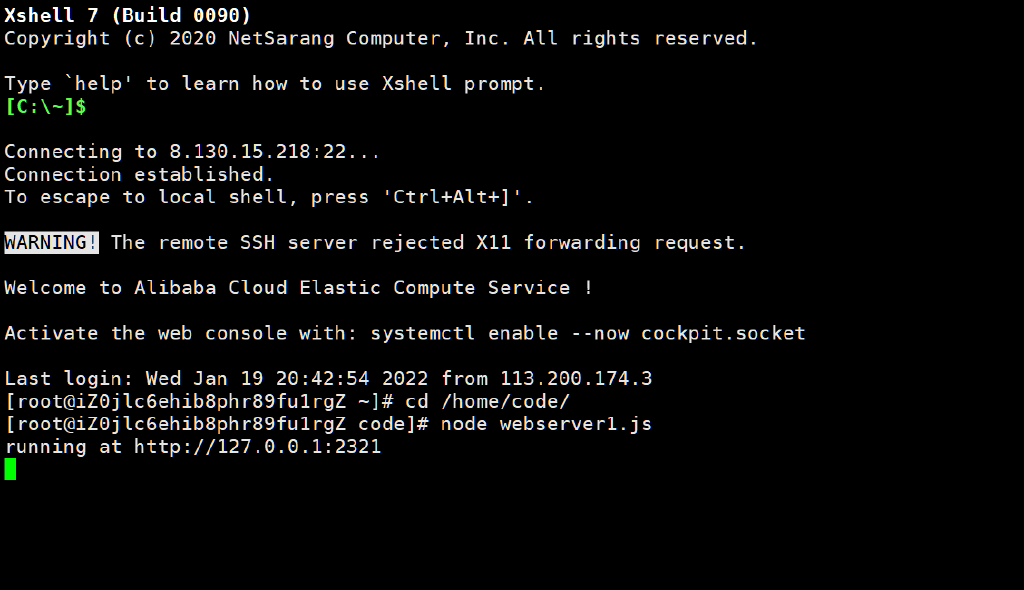 Xshell 7 (Build 0090)
Copyright (c) 2020 NetSarang Computer, Inc. All rights reserved.
Type `help' to learn how to use Xshell prompt.
[C:\~]$
Connecting to 8.130.15.218:22...
Connection established.
To escape to local shell, press 'Ctrl+Alt+]'.
WARNING! The remote SSH server rejected X11 forwarding request.
Welcome to Alibaba Cloud Elastic Compute Service !
Activate the web console with: systemctl enable --now cockpit.socket
Last login: Wed Jan 19 20:42:54 2022 from 113.200.174.3
[root@iZ0jlc6ehib8phr89fu1rgZ ~]# cd /home/code/
[root@iZ0jlc6ehib8phr89fu1rgZ code]# node webserver1.js
running at http://127.0.0.1:2321